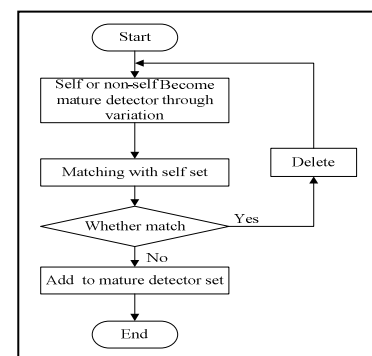 Start
Self or non-self Become
mature detector through
variation
Matching with self set
Delete
Whether match
Yes
No
Add to mature detector set
End